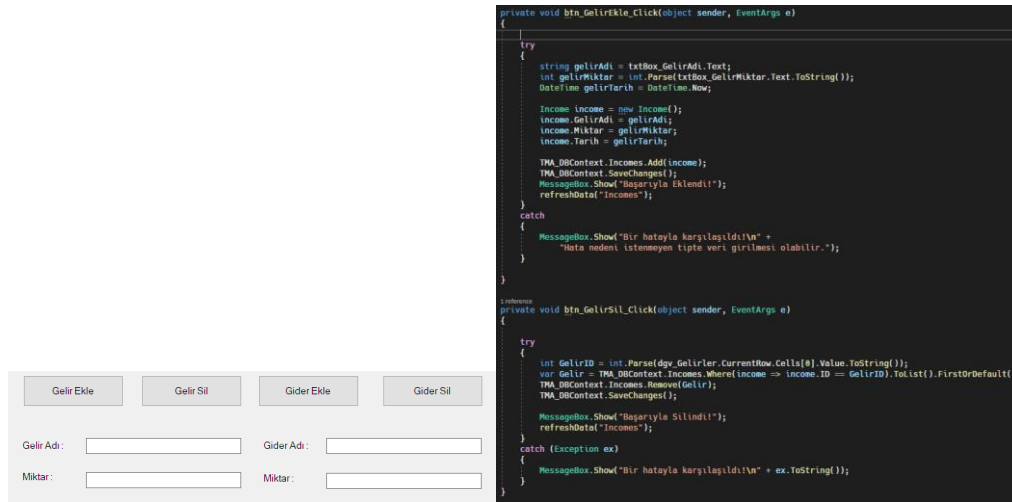 Gelir Ekle
Gelir Sil
Gider Ekle
Gider Sil
Gelir Adı :
Gider Adı :
Miktar :
Miktar :
private void btn_GelirEkle_Click(object sender, EventArgs e)
{
try
{
string gelirAdi = txtBox_GelirAdi.Text;
int gelirMiktar = int.Parse(txtBox_GelirMiktar.Text.ToString());
DateTime gelirTarih = DateTime.Now;
Income income = new Income();
income.GelirAdi = gelirAdi;
income.Miktar = gelirMiktar;
income.Tarih = gelirTarih;
TMA_DBContext.Incomes.Add(income);
TMA_DBContext.SaveChanges();
MessageBox.Show("Başarıyla Eklendi!");
refreshData("Incomes");
}
catch
{
MessageBox.Show("Bir hatayla karşılaşıldı!\n" +
"Hata nedeni istenmeyen tipte veri girilmesi olabilir.");
}
}
1 reference
private void btn_GelirSil_Click(object sender, EventArgs e)
{
try
{
int GelirID = int.Parse(dgv_Gelirler.CurrentRow.Cells[0].Value.ToString());
var Gelir = TMA_DBContext.Incomes.Where(income => income.ID == GelirID).ToList().FirstOrDefault(
TMA_DBContext.Incomes.Remove(Gelir);
TMA_DBContext.SaveChanges();
MessageBox.Show("Başarıyla Silindi!");
refreshData("Incomes");
}
catch (Exception ex)
{
MessageBox.Show("Bir hatayla karşılaşıldı!\n" + ex.ToString());
}
}